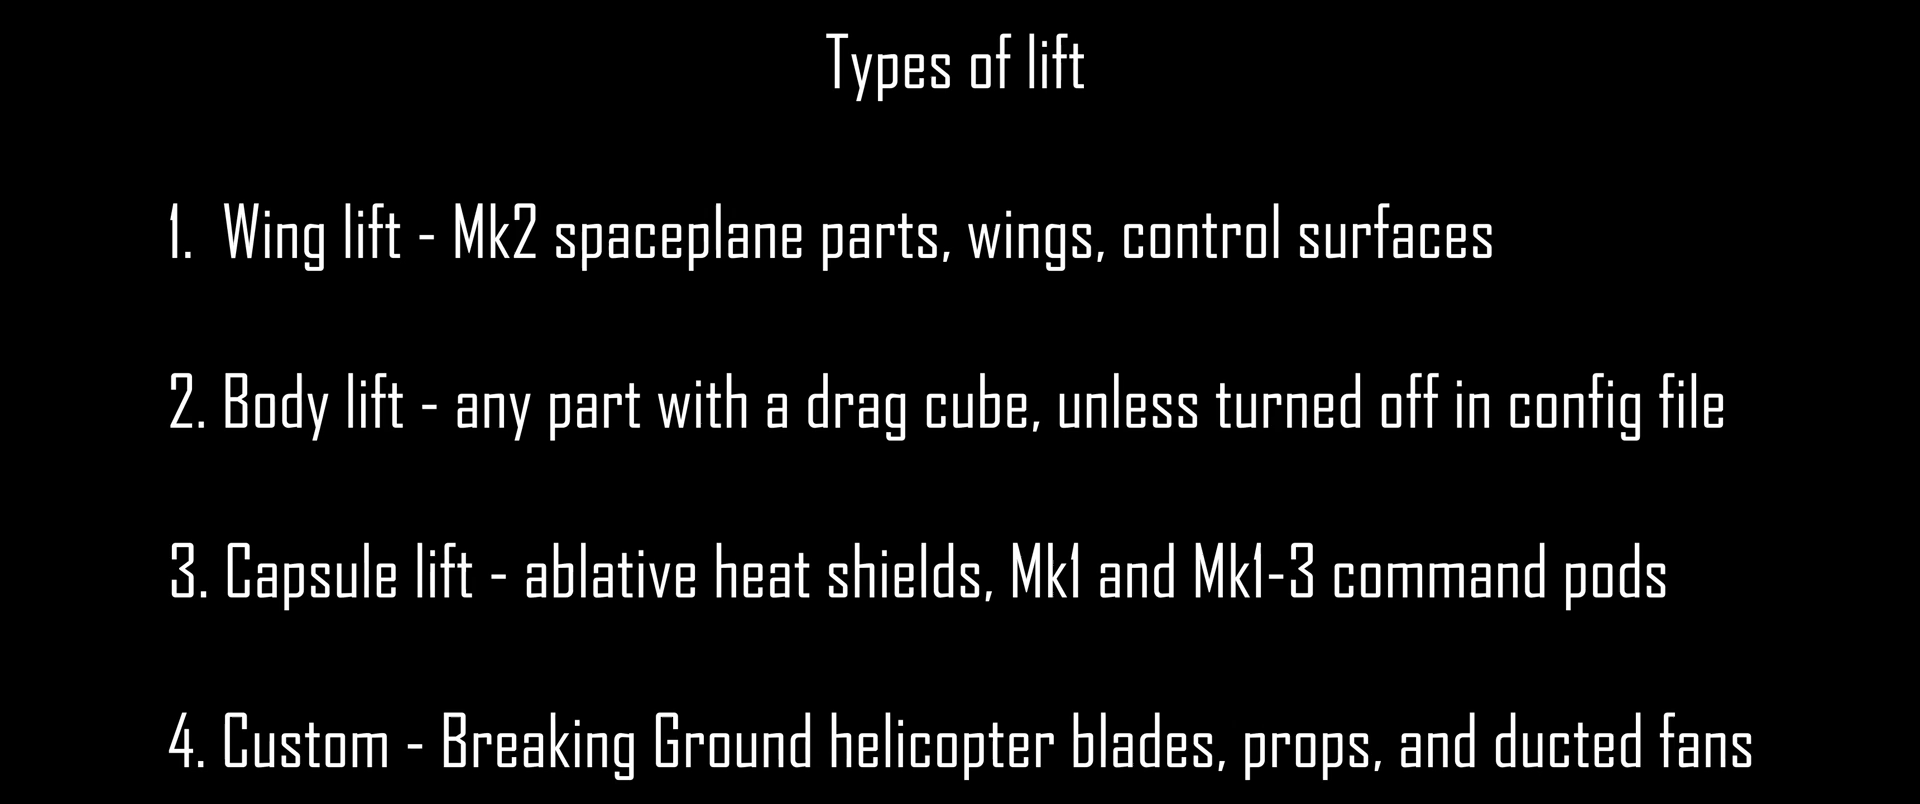 Types of lift
1. Wing lift - Mk2 spaceplane parts, wings, control surfaces
2. Body lift - any part with a drag cube, unless turned off in config file
3. Capsule lift - ablative heat shields, Mk1 and Mk1-3 command pods
4. Custom - Breaking Ground helicopter blades, props, and ducted fans